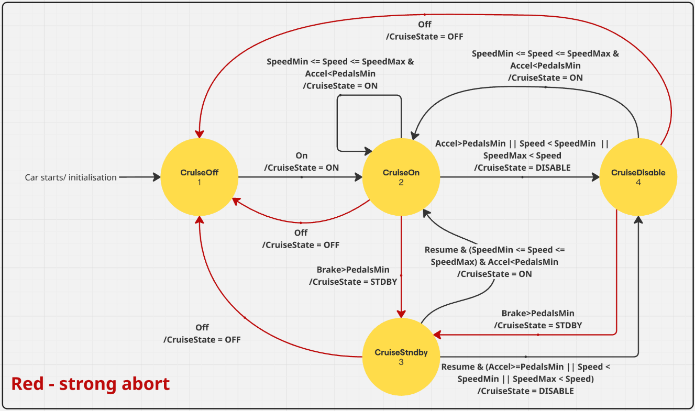 Off
/CruiseState = OFF
SpeedMin <= Speed <= SpeedMax &
Accel<PedalsMin
/CruiseState = ON
SpeedMin <= Speed <= SpeedMax &
Accel<PedalsMin
/CruiseState = ON
Car starts/ initialisation
CruiseOff
1
On
/CruiseState = ON
CruiseOn
2
Accel>PedalsMin || Speed < SpeedMin ||
SpeedMax < Speed
/CruiseState = DISABLE
CruiseDisable
4
Off
/CruiseState = OFF
Resume & (SpeedMin <= Speed <=
SpeedMax) & Accel<PedalsMin
/CruiseState = ON
Brake>PedalsMin
/CruiseState = STDBY
Brake>PedalsMin
/CruiseState = STDBY
Off
/CruiseState = OFF
CruiseStndby
3
Resume & (Accel>=PedalsMin || Speed <
SpeedMin || SpeedMax < Speed)
/CruiseState = DISABLE
Red - strong abort